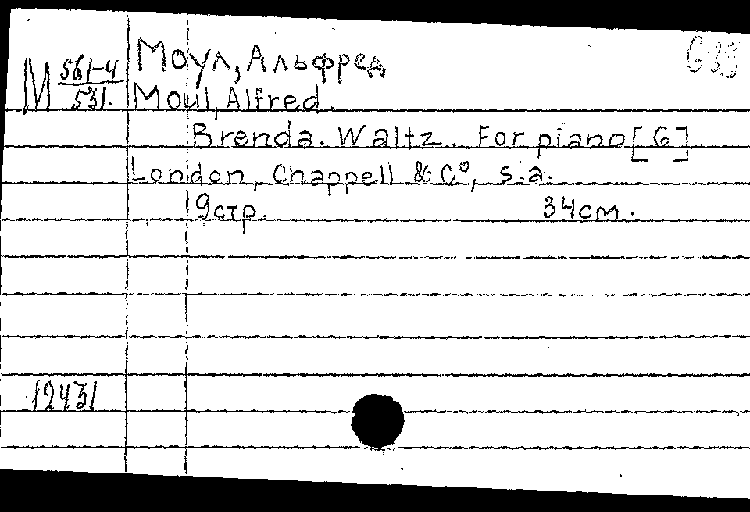 Моул, Альфред
М 561-4
531.
Moul, Alfred.
Brenda. Waltz.. For piano [G]
London, Chappell & Cº, s.a.
9стр. 34см.
12431